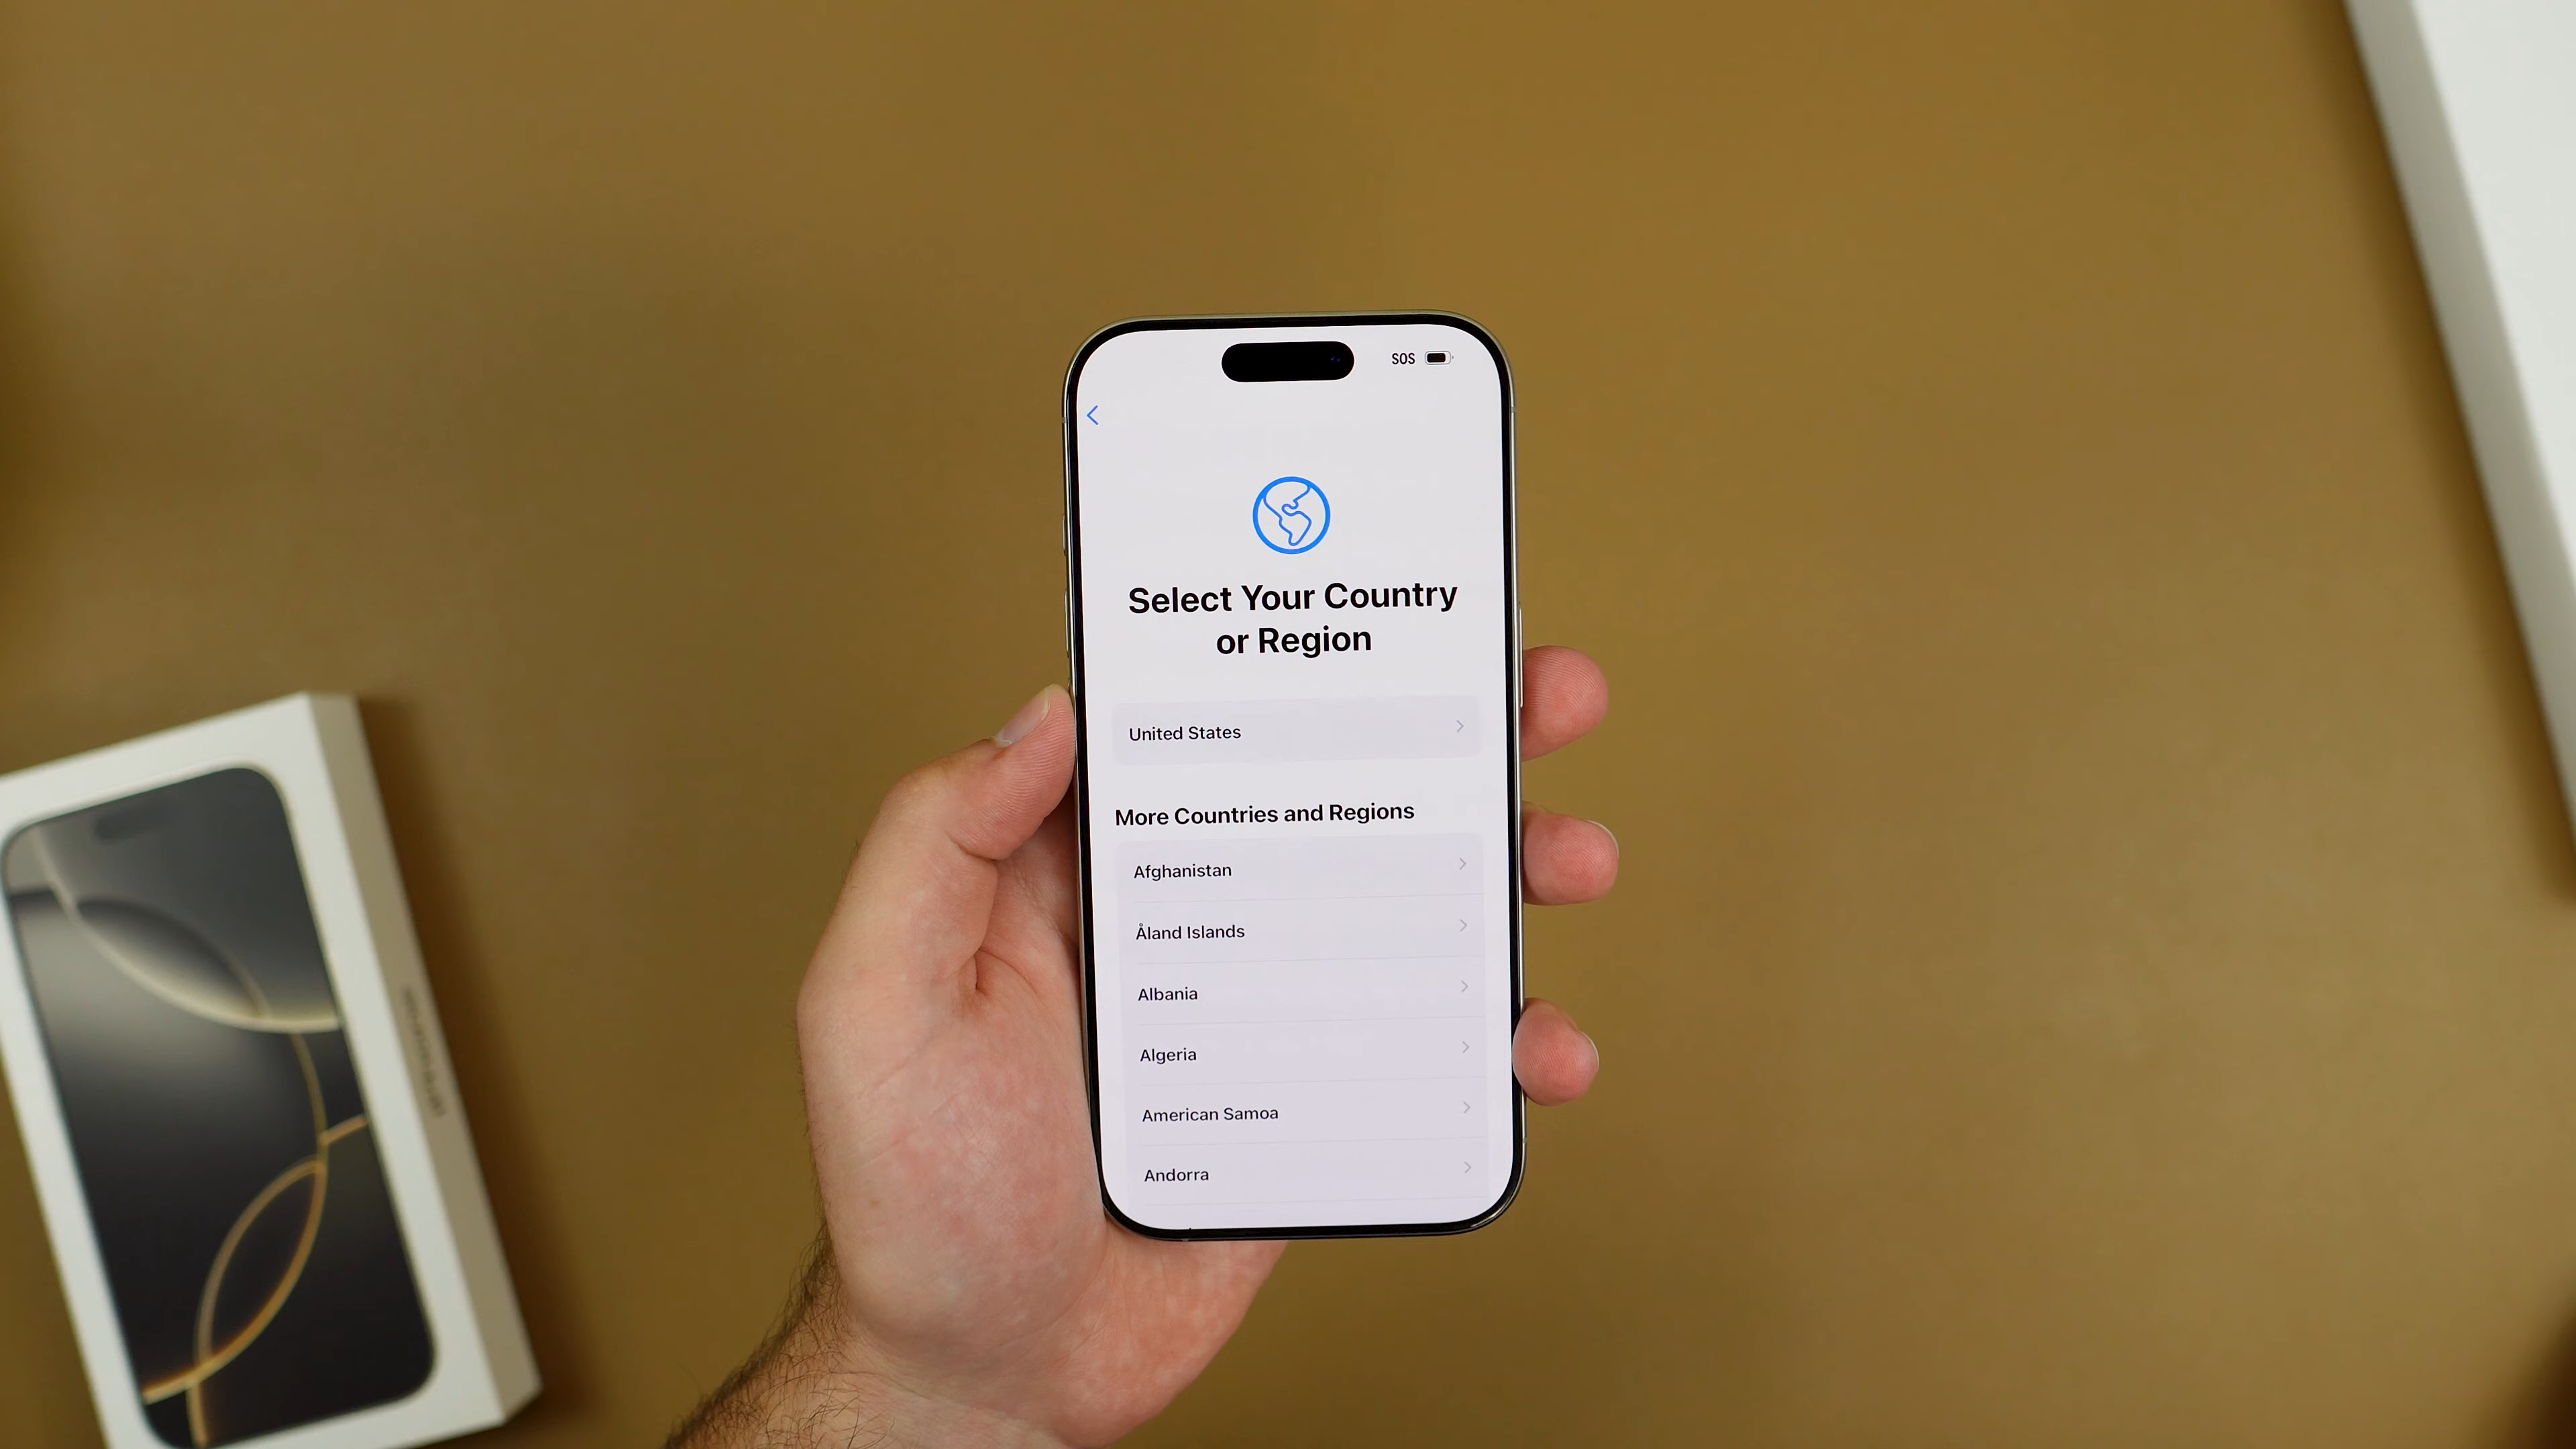 SOS
Select Your Country
or Region
United States
More Countries and Regions
Afghanistan
Åland Islands
Albania
Algeria
American Samoa
Andorra